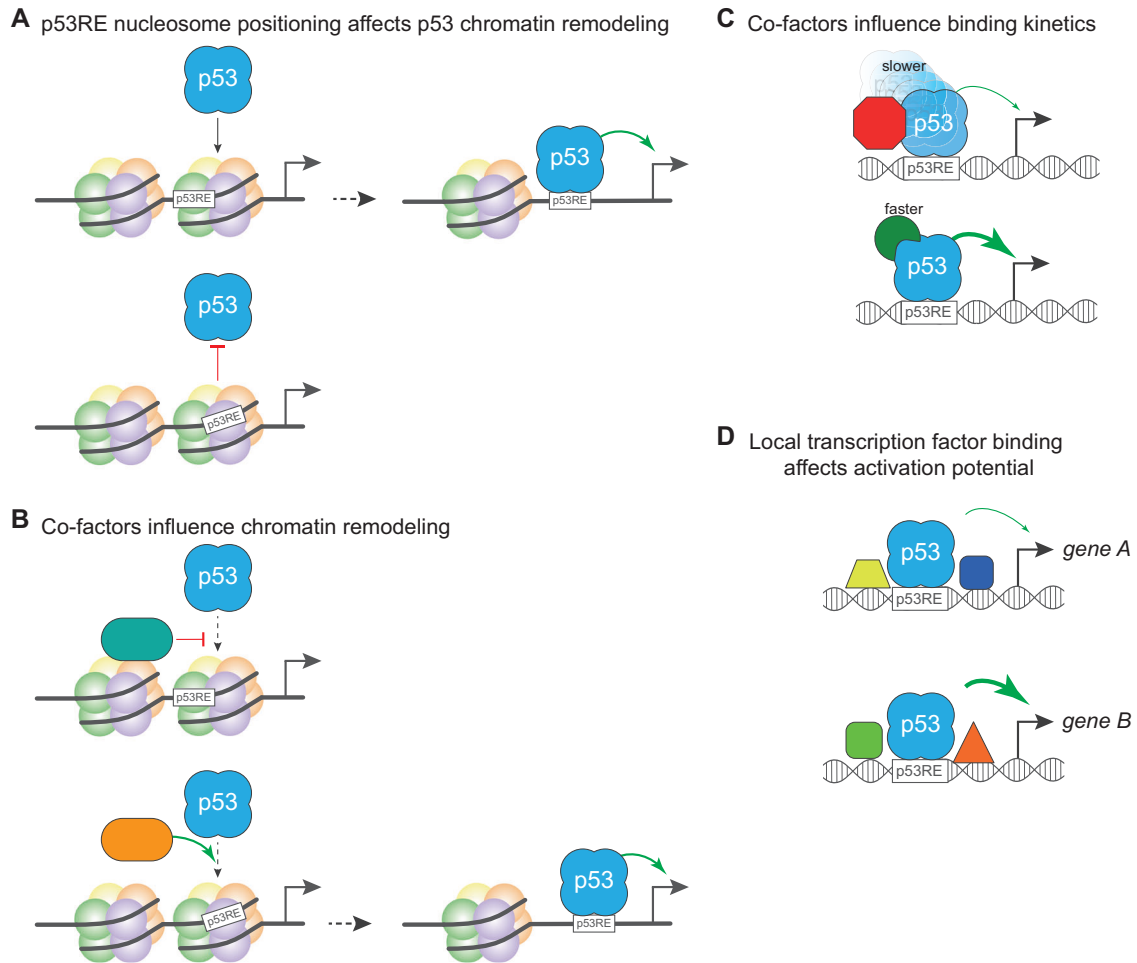 A p53RE nucleosome positioning affects p53 chromatin remodeling
p53
p53RE
p53
p53RE
p53
p53RE
B Co-factors influence chromatin remodeling
p53
p53RE
p53
p53RE
p53
p53RE
C Co-factors influence binding kinetics
slower
p53
p53RE
faster
p53
p53RE
D Local transcription factor binding
affects activation potential
p53
gene A
p53RE
p53
gene B
p53RE